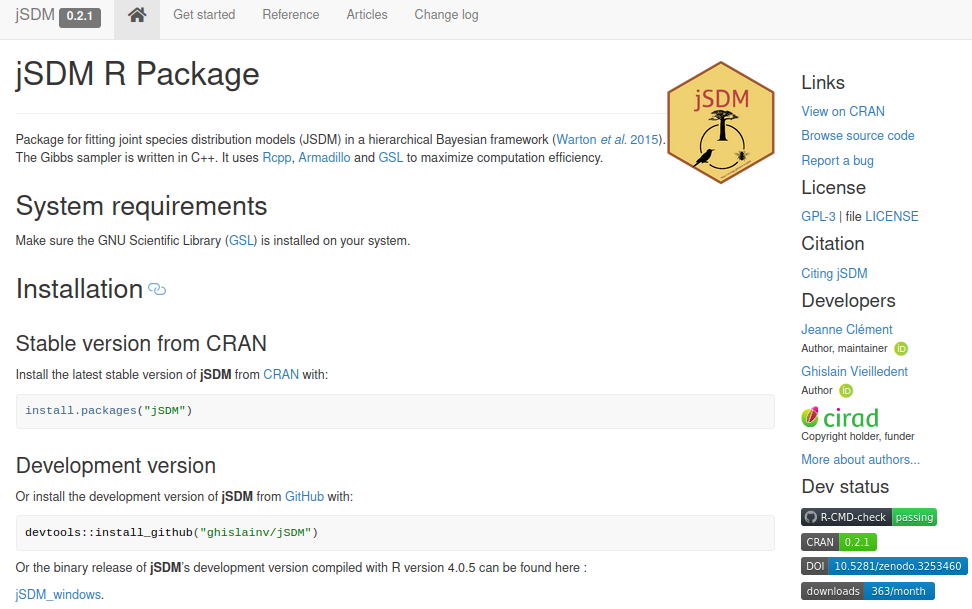 jSDM 0.2.1 Get started Reference Articles Change log
jSDM R Package
jSDM
Package for fitting joint species distribution models (JSDM) in a hierarchical Bayesian framework (Warton et al. 2015).
The Gibbs sampler is written in C++. It uses Rcpp, Armadillo and GSL to maximize computation efficiency.
System requirements
Make sure the GNU Scientific Library (GSL) is installed on your system.
Installation
Stable version from CRAN
Install the latest stable version of jSDM from CRAN with:
install.packages("jSDM")
Development version
Or install the development version of jSDM from GitHub with:
devtools::install_github("ghislainv/jSDM")
Or the binary release of jSDM's development version compiled with R version 4.0.5 can be found here :
jSDM_windows.
Links
View on CRAN
Browse source code
Report a bug
License
GPL-3 | file LICENSE
Citation
Citing jSDM
Developers
Jeanne Clément
Author, maintainer iD
Ghislain Vieilledent
Author iD
cirad
Copyright holder, funder
More about authors...
Dev status
R-CMD-check passing
CRAN 0.2.1
DOI 10.5281/zenodo.3253460
downloads 363/month